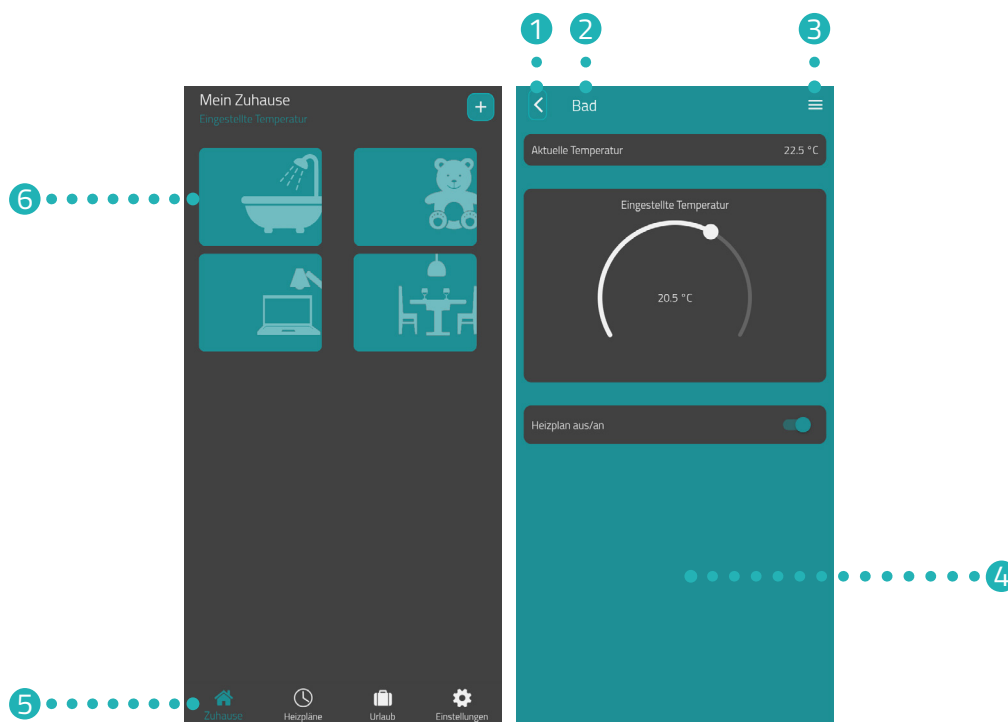 1
2
3
Mein Zuhause
Eingestellte Temperatur
+
Bad
Aktuelle Temperatur
22.5 °C
6
Eingestellte Temperatur
20.5 °C
Heizplan aus/an
4
5
Zuhause
Heizpläne
Urlaub
Einstellungen